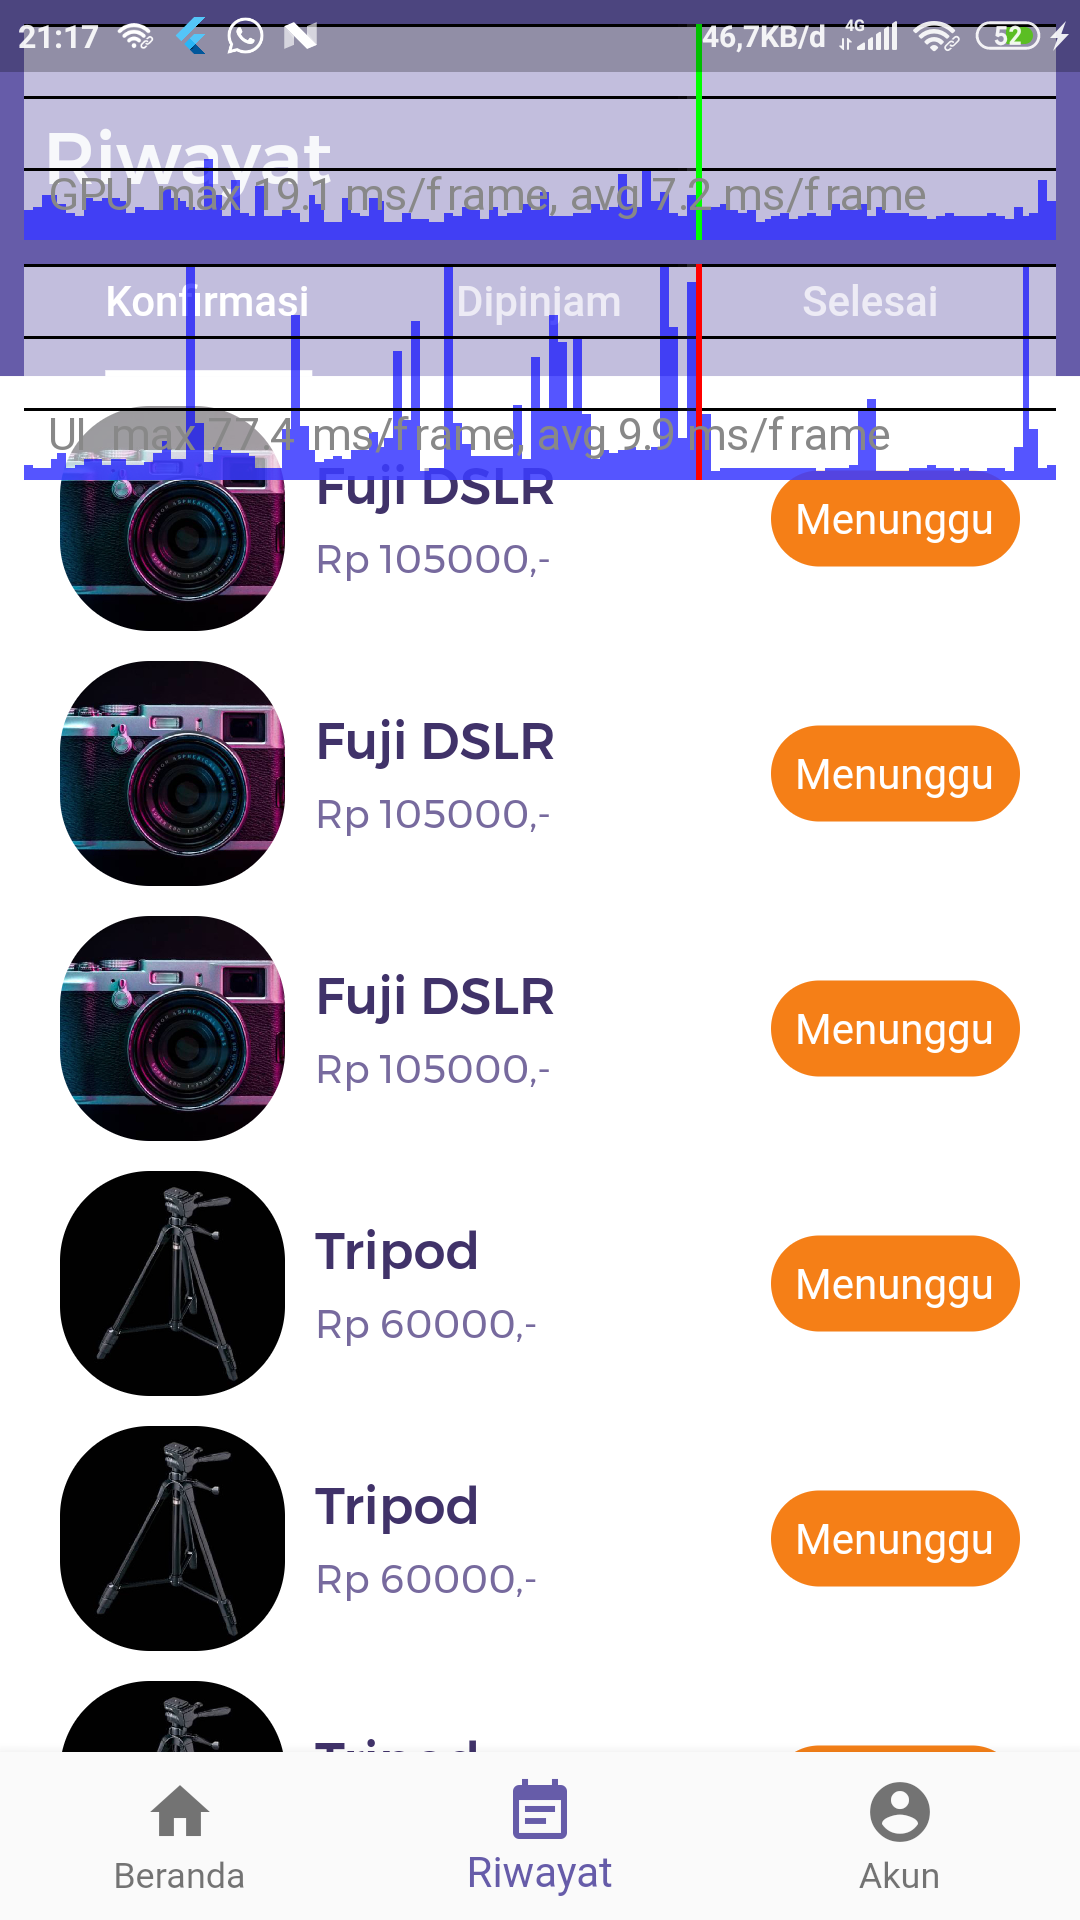 21:17 46,7KB/d 4G 52
Riwayat
GPU max 19.1 ms/frame, avg 7.2 ms/frame
Konfirmasi Dipinjam Selesai
UI max 77.4 ms/frame, avg 9.9 ms/frame
Fuji DSLR
Rp 105000,-
Menunggu
Fuji DSLR
Rp 105000,-
Menunggu
Fuji DSLR
Rp 105000,-
Menunggu
Tripod
Rp 60000,-
Menunggu
Tripod
Rp 60000,-
Menunggu
Tripod
Beranda Riwayat Akun